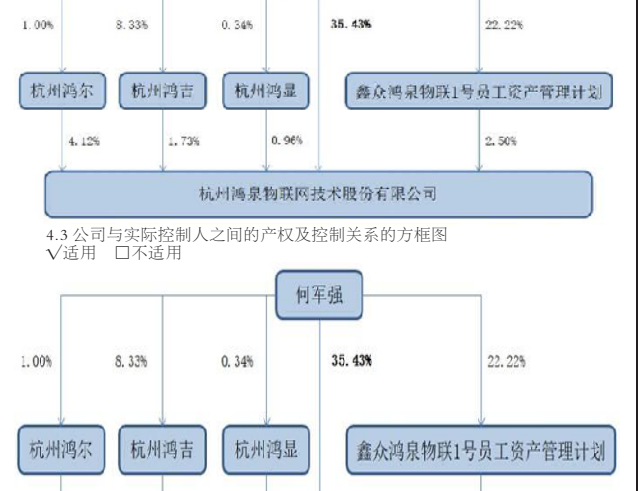 1.00% 8.33% 0.34% 35.43% 22.22%
杭州鸿尔 杭州鸿吉 杭州鸿显 鑫众鸿泉物联1号员工资产管理计划
4.12% 1.73% 0.96% 2.50%
杭州鸿泉物联网技术股份有限公司
4.3 公司与实际控制人之间的产权及控制关系的方框图
√适用 □不适用
何军强
1.00% 8.33% 0.34% 35.43% 22.22%
杭州鸿尔 杭州鸿吉 杭州鸿显 鑫众鸿泉物联1号员工资产管理计划